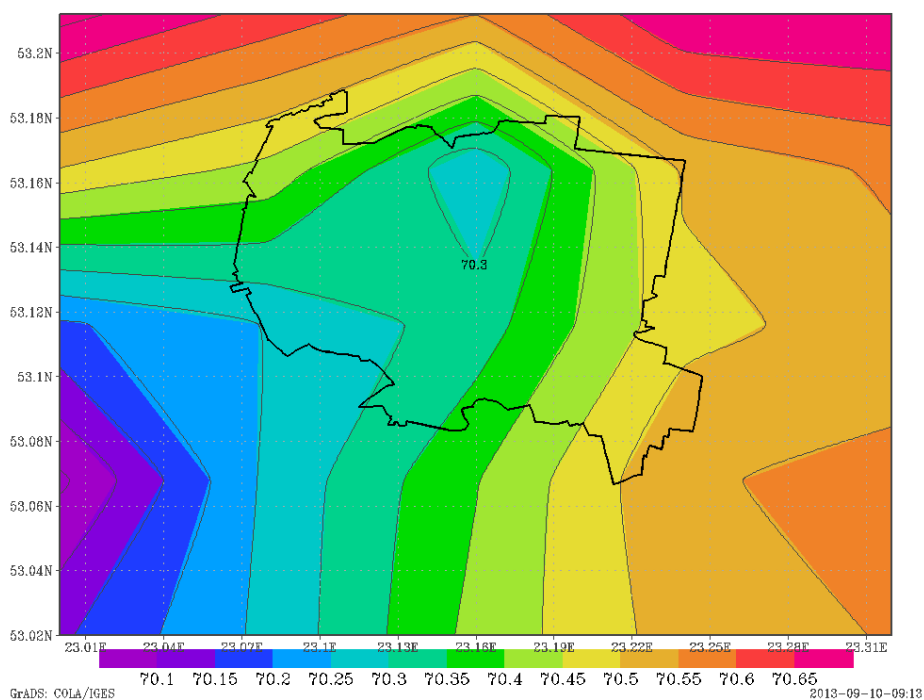 53.2N
53.18N
53.16N
53.14N
70.3
53.12N
53.1N
53.08N
53.06N
53.04N
53.02N
23.01E 23.04E 23.07E 23.1E 23.13E 23.16E 23.19E 23.22E 23.25E 23.28E 23.31E
70.1 70.15 70.2 70.25 70.3 70.35 70.4 70.45 70.5 70.55 70.6 70.65
GrADS: COLA/IGES 2013-09-10-09:13